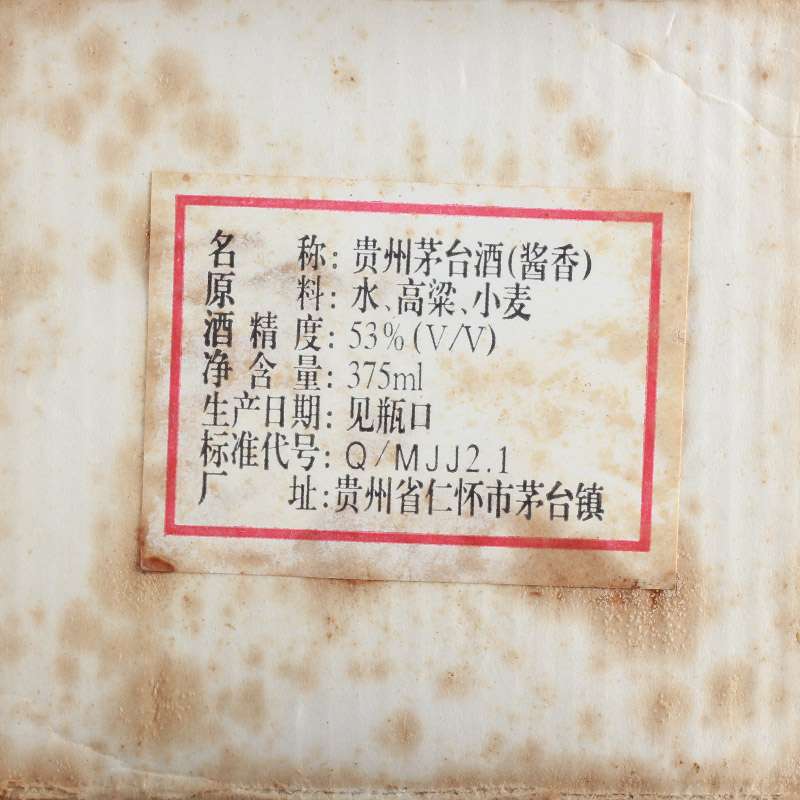 名称：贵州茅台酒(酱香)
原料：水、高粱、小麦
酒精度：53%(V/V)
净含量：375ml
生产日期：见瓶口
标准代号：Q/MJJ2.1
厂址：贵州省仁怀市茅台镇